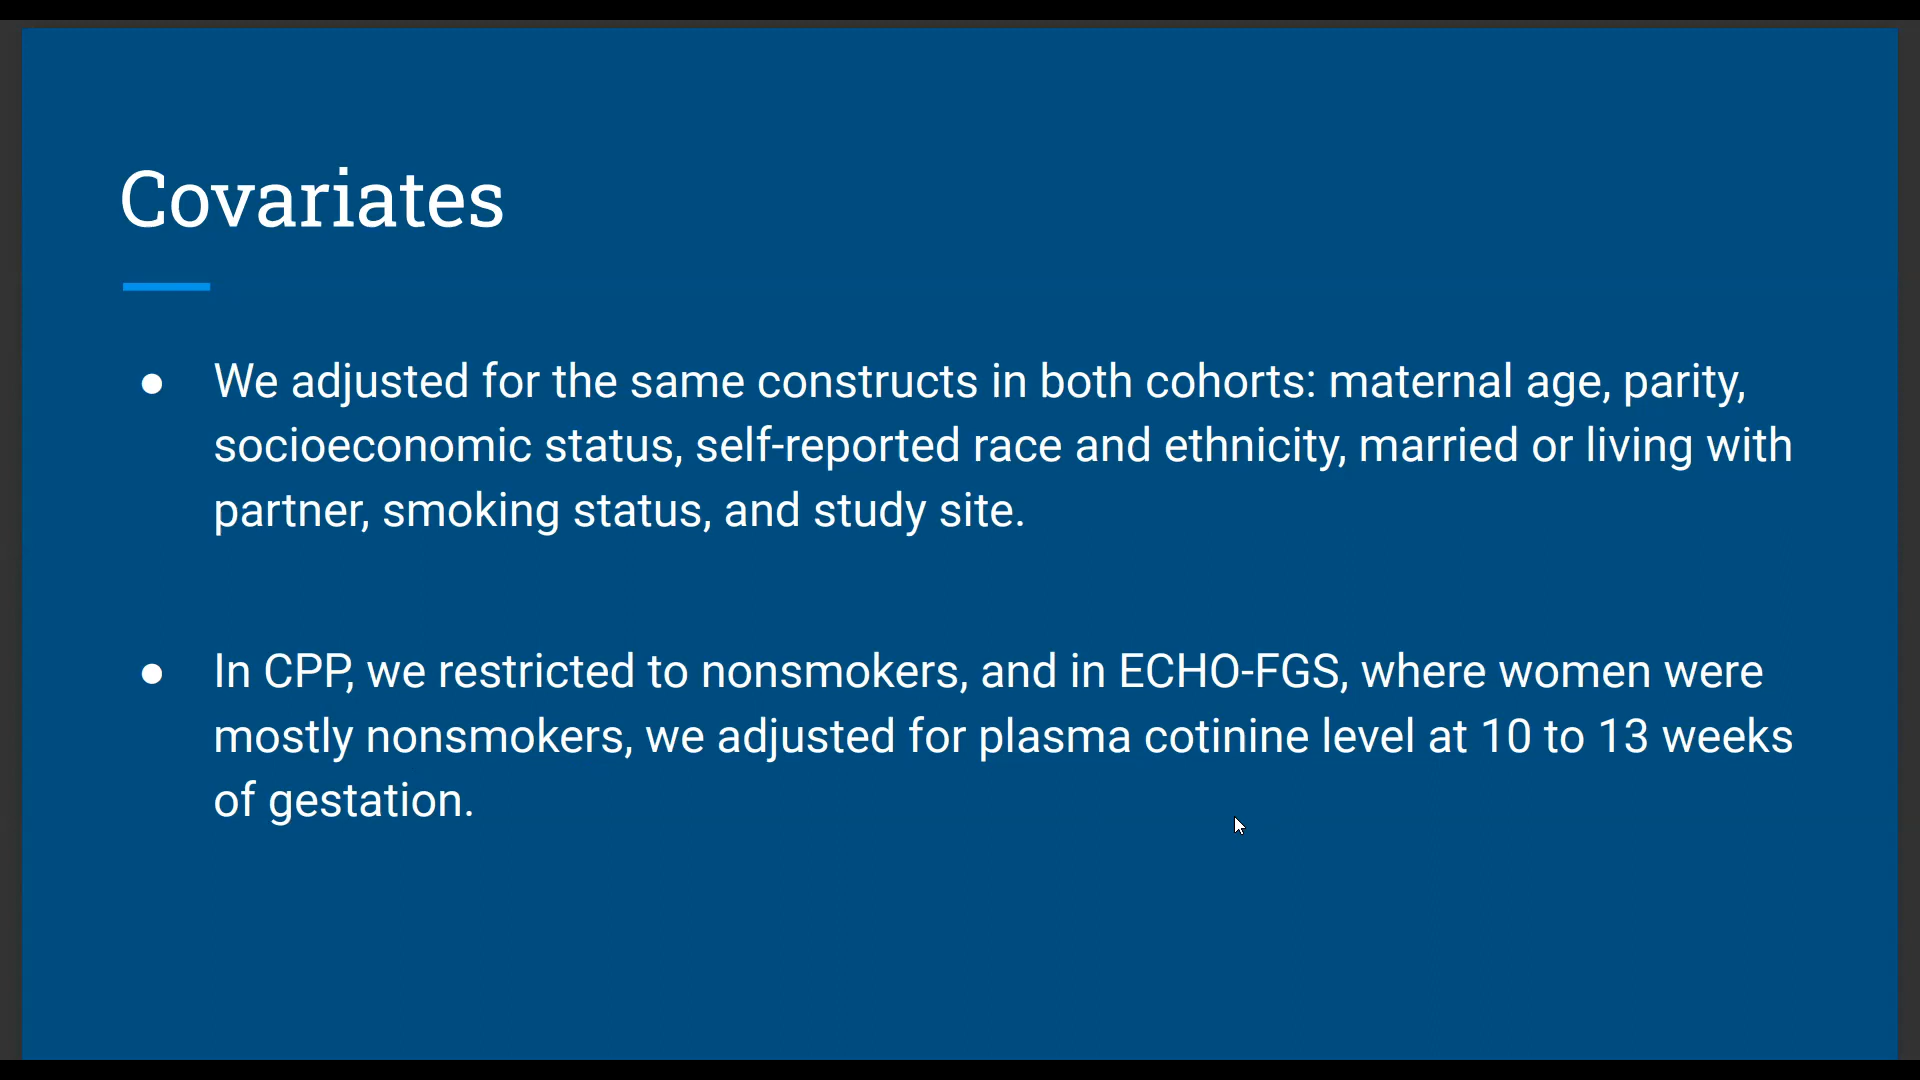 Covariates
● We adjusted for the same constructs in both cohorts: maternal age, parity,
socioeconomic status, self-reported race and ethnicity, married or living with
partner, smoking status, and study site.
● In CPP, we restricted to nonsmokers, and in ECHO-FGS, where women were
mostly nonsmokers, we adjusted for plasma cotinine level at 10 to 13 weeks
of gestation.